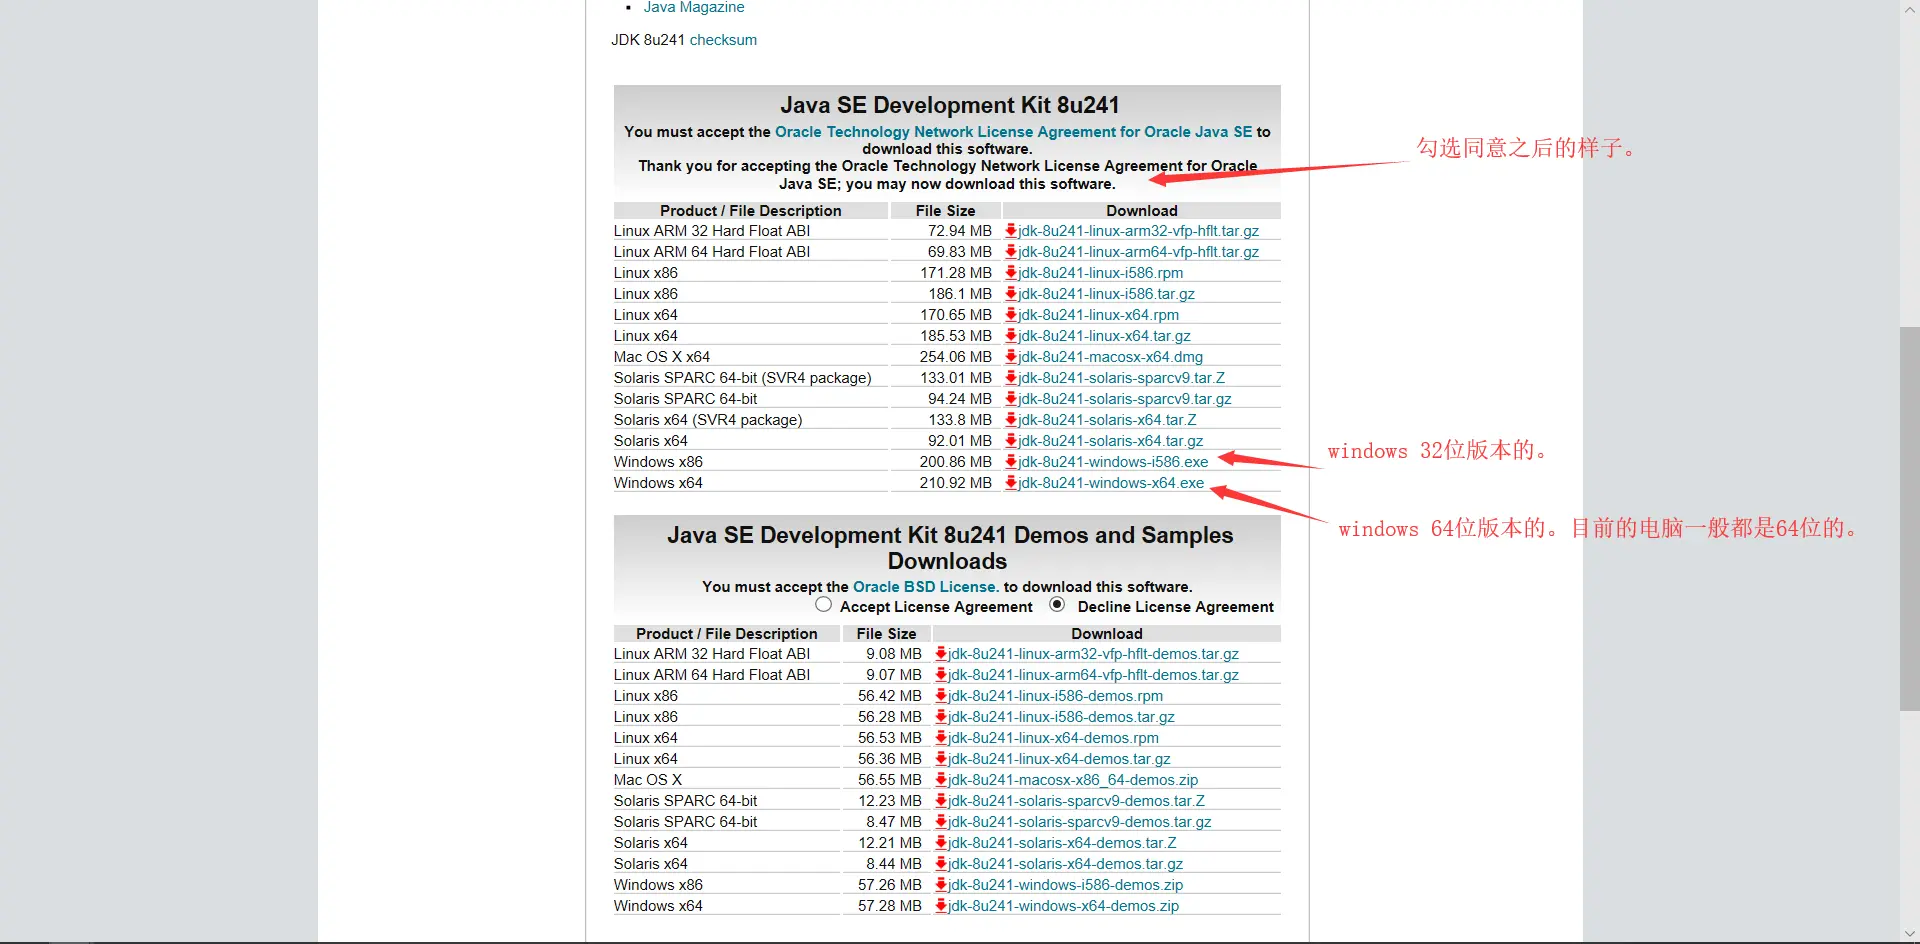 Java Magazine
JDK 8u241 checksum
Java SE Development Kit 8u241
You must accept the Oracle Technology Network License Agreement for Oracle Java SE to
download this software.
Thank you for accepting the Oracle Technology Network License Agreement for Oracle
Java SE; you may now download this software.
勾选同意之后的样子。
Product / File Description File Size Download
Linux ARM 32 Hard Float ABI 72.94 MB jdk-8u241-linux-arm32-vfp-hflt.tar.gz
Linux ARM 64 Hard Float ABI 69.83 MB jdk-8u241-linux-arm64-vfp-hflt.tar.gz
Linux x86 171.28 MB jdk-8u241-linux-i586.rpm
Linux x86 186.1 MB jdk-8u241-linux-i586.tar.gz
Linux x64 170.65 MB jdk-8u241-linux-x64.rpm
Linux x64 185.53 MB jdk-8u241-linux-x64.tar.gz
Mac OS X x64 254.06 MB jdk-8u241-macosx-x64.dmg
Solaris SPARC 64-bit (SVR4 package) 133.01 MB jdk-8u241-solaris-sparcv9.tar.Z
Solaris SPARC 64-bit 94.24 MB jdk-8u241-solaris-sparcv9.tar.gz
Solaris x64 (SVR4 package) 133.8 MB jdk-8u241-solaris-x64.tar.Z
Solaris x64 92.01 MB jdk-8u241-solaris-x64.tar.gz
Windows x86 200.86 MB jdk-8u241-windows-i586.exe
windows 32位版本的。
Windows x64 210.92 MB jdk-8u241-windows-x64.exe
windows 64位版本的。目前的电脑一般都是64位的。
Java SE Development Kit 8u241 Demos and Samples
Downloads
You must accept the Oracle BSD License. to download this software.
Accept License Agreement Decline License Agreement
Product / File Description File Size Download
Linux ARM 32 Hard Float ABI 9.08 MB jdk-8u241-linux-arm32-vfp-hflt-demos.tar.gz
Linux ARM 64 Hard Float ABI 9.07 MB jdk-8u241-linux-arm64-vfp-hflt-demos.tar.gz
Linux x86 56.42 MB jdk-8u241-linux-i586-demos.rpm
Linux x86 56.28 MB jdk-8u241-linux-i586-demos.tar.gz
Linux x64 56.53 MB jdk-8u241-linux-x64-demos.rpm
Linux x64 56.36 MB jdk-8u241-linux-x64-demos.tar.gz
Mac OS X 56.55 MB jdk-8u241-macosx-x86_64-demos.zip
Solaris SPARC 64-bit 12.23 MB jdk-8u241-solaris-sparcv9-demos.tar.Z
Solaris SPARC 64-bit 8.47 MB jdk-8u241-solaris-sparcv9-demos.tar.gz
Solaris x64 12.21 MB jdk-8u241-solaris-x64-demos.tar.Z
Solaris x64 8.44 MB jdk-8u241-solaris-x64-demos.tar.gz
Windows x86 57.26 MB jdk-8u241-windows-i586-demos.zip
Windows x64 57.28 MB jdk-8u241-windows-x64-demos.zip